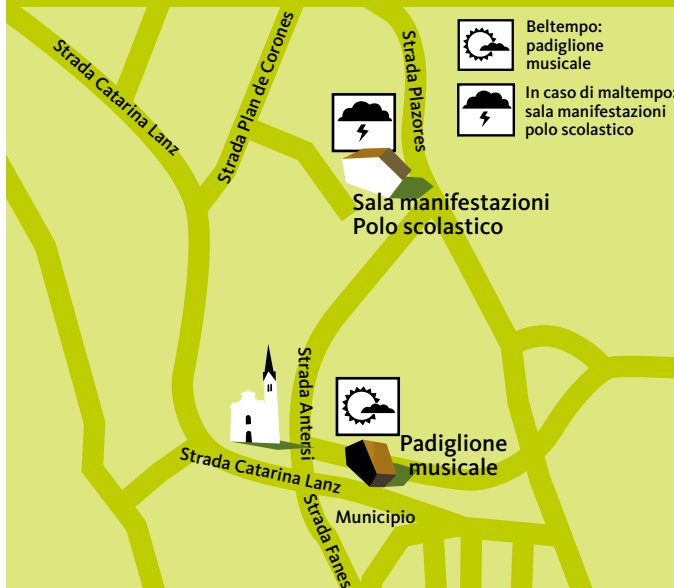 Beltempo:
padiglione
musicale
In caso di maltempo:
sala manifestazioni
polo scolastico
Strada Catarina Lanz
Strada Plan de Corones
Strada Plazores
Sala manifestazioni
Polo scolastico
Strada Antersi
Padiglione
musicale
Strada Catarina Lanz
Municipio
Strada Fanes